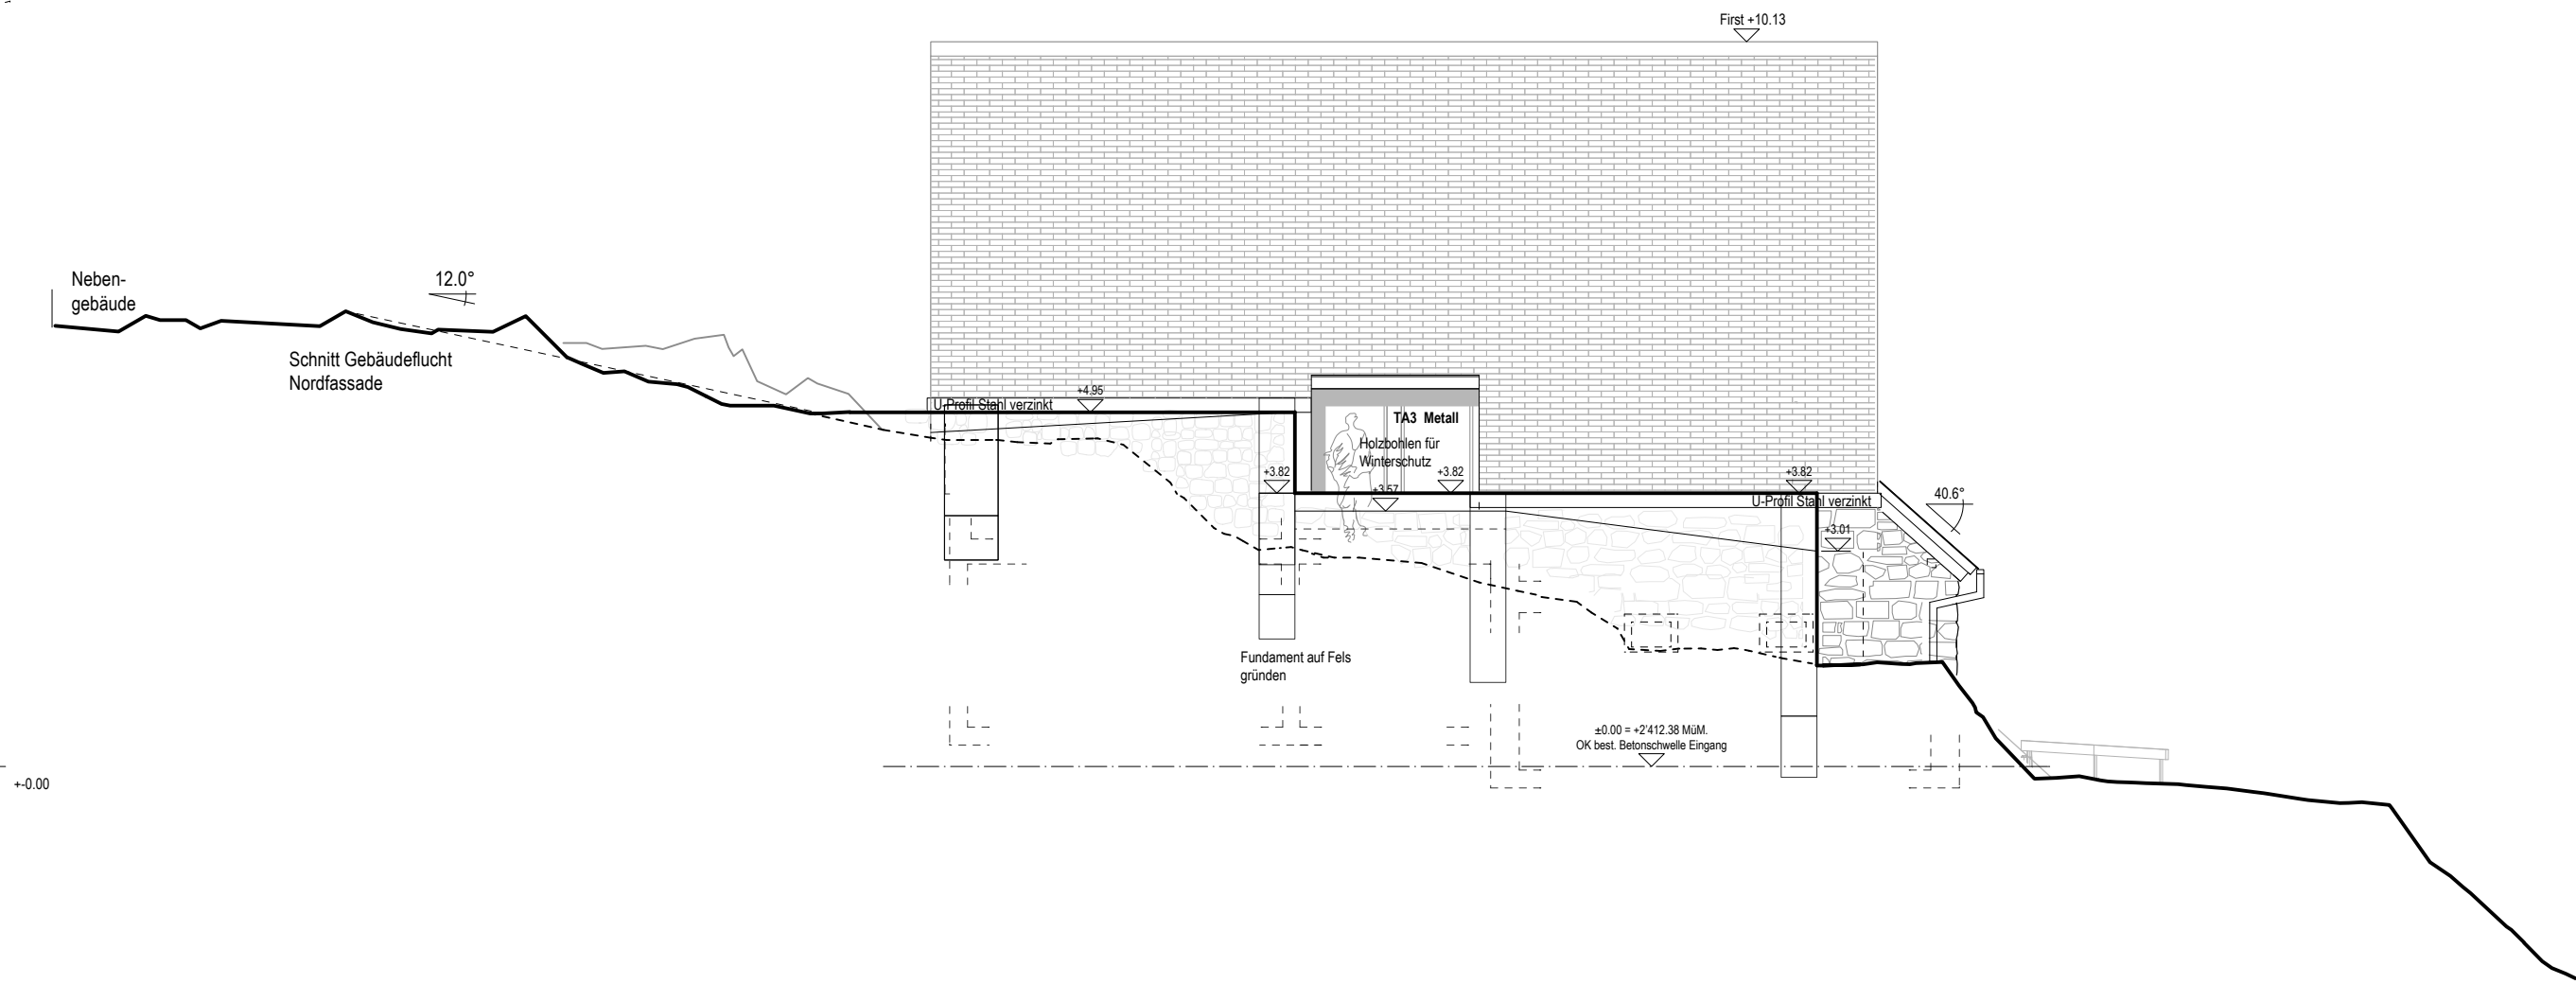 First +10.13
Neben-
gebäude
12.0°
Schnitt Gebäudeflucht
Nordfassade
+4.95
U-Profil Stahl verzinkt
TA3 Metall
Holzbohlen für
Winterschutz
+3.82
+3.82
+3.82
+3.57
U-Profil Stahl verzinkt
40.6°
+3.01
Fundament auf Fels
gründen
±0.00 = +2'412.38 MüM.
OK best. Betonschwelle Eingang
+-0.00